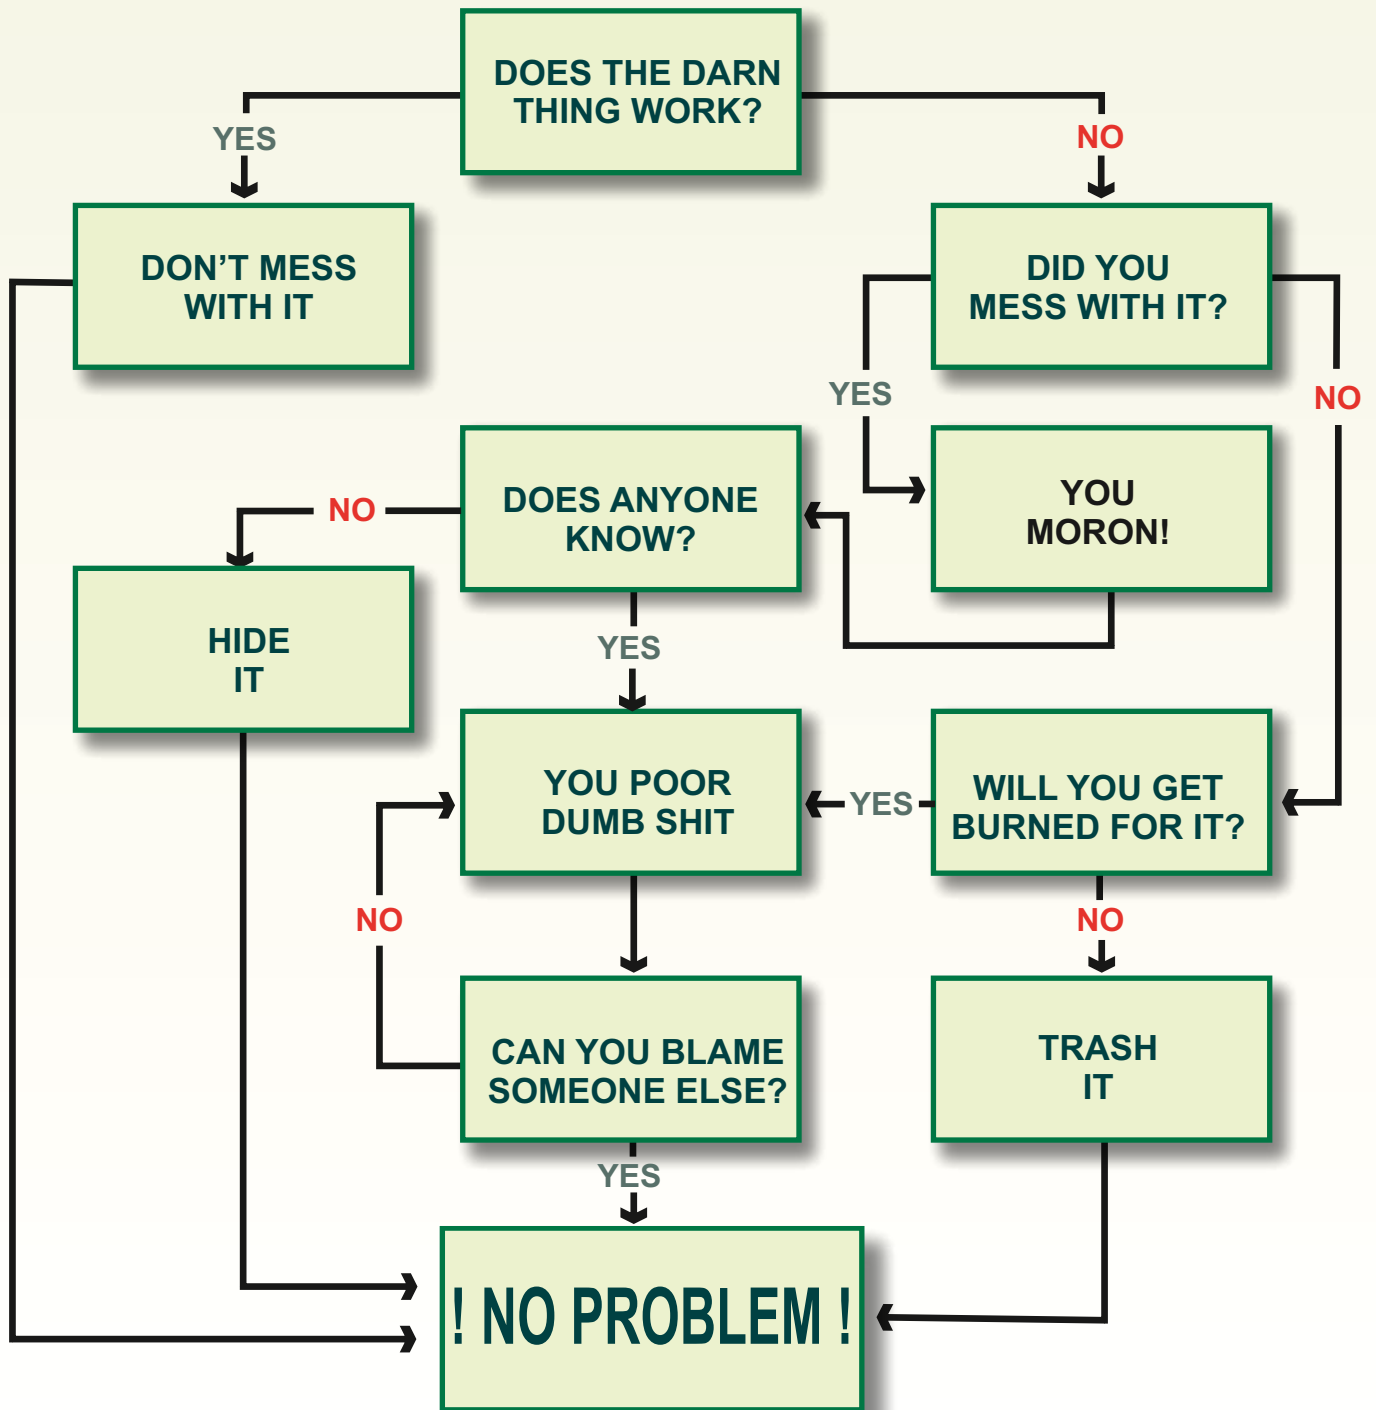 DOES THE DARN
THING WORK?
YES
NO
DON'T MESS
WITH IT
DID YOU
MESS WITH IT?
YES
NO
DOES ANYONE
KNOW?
YOU
MORON!
NO
HIDE
IT
YES
YOU POOR
DUMB SHIT
YES
WILL YOU GET
BURNED FOR IT?
NO
NO
CAN YOU BLAME
SOMEONE ELSE?
TRASH
IT
YES
! NO PROBLEM !